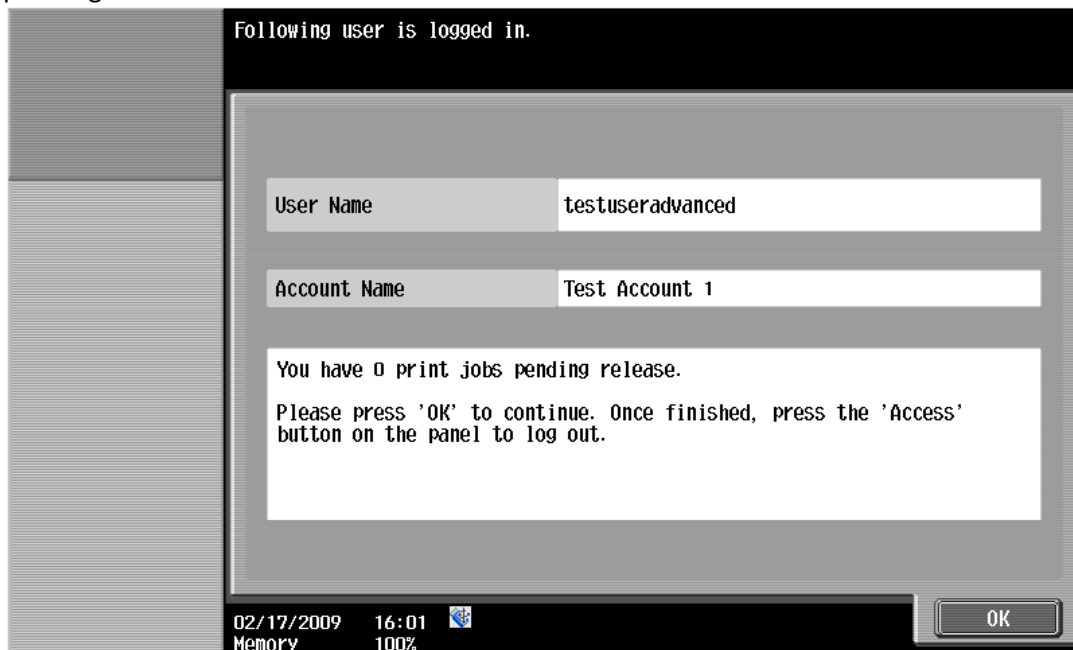 Following user is logged in.
User Name testuseradvanced
Account Name Test Account 1
You have 0 print jobs pending release.
Please press 'OK' to continue. Once finished, press the 'Access'
button on the panel to log out.
02/17/2009 16:01
Memory 100%
OK